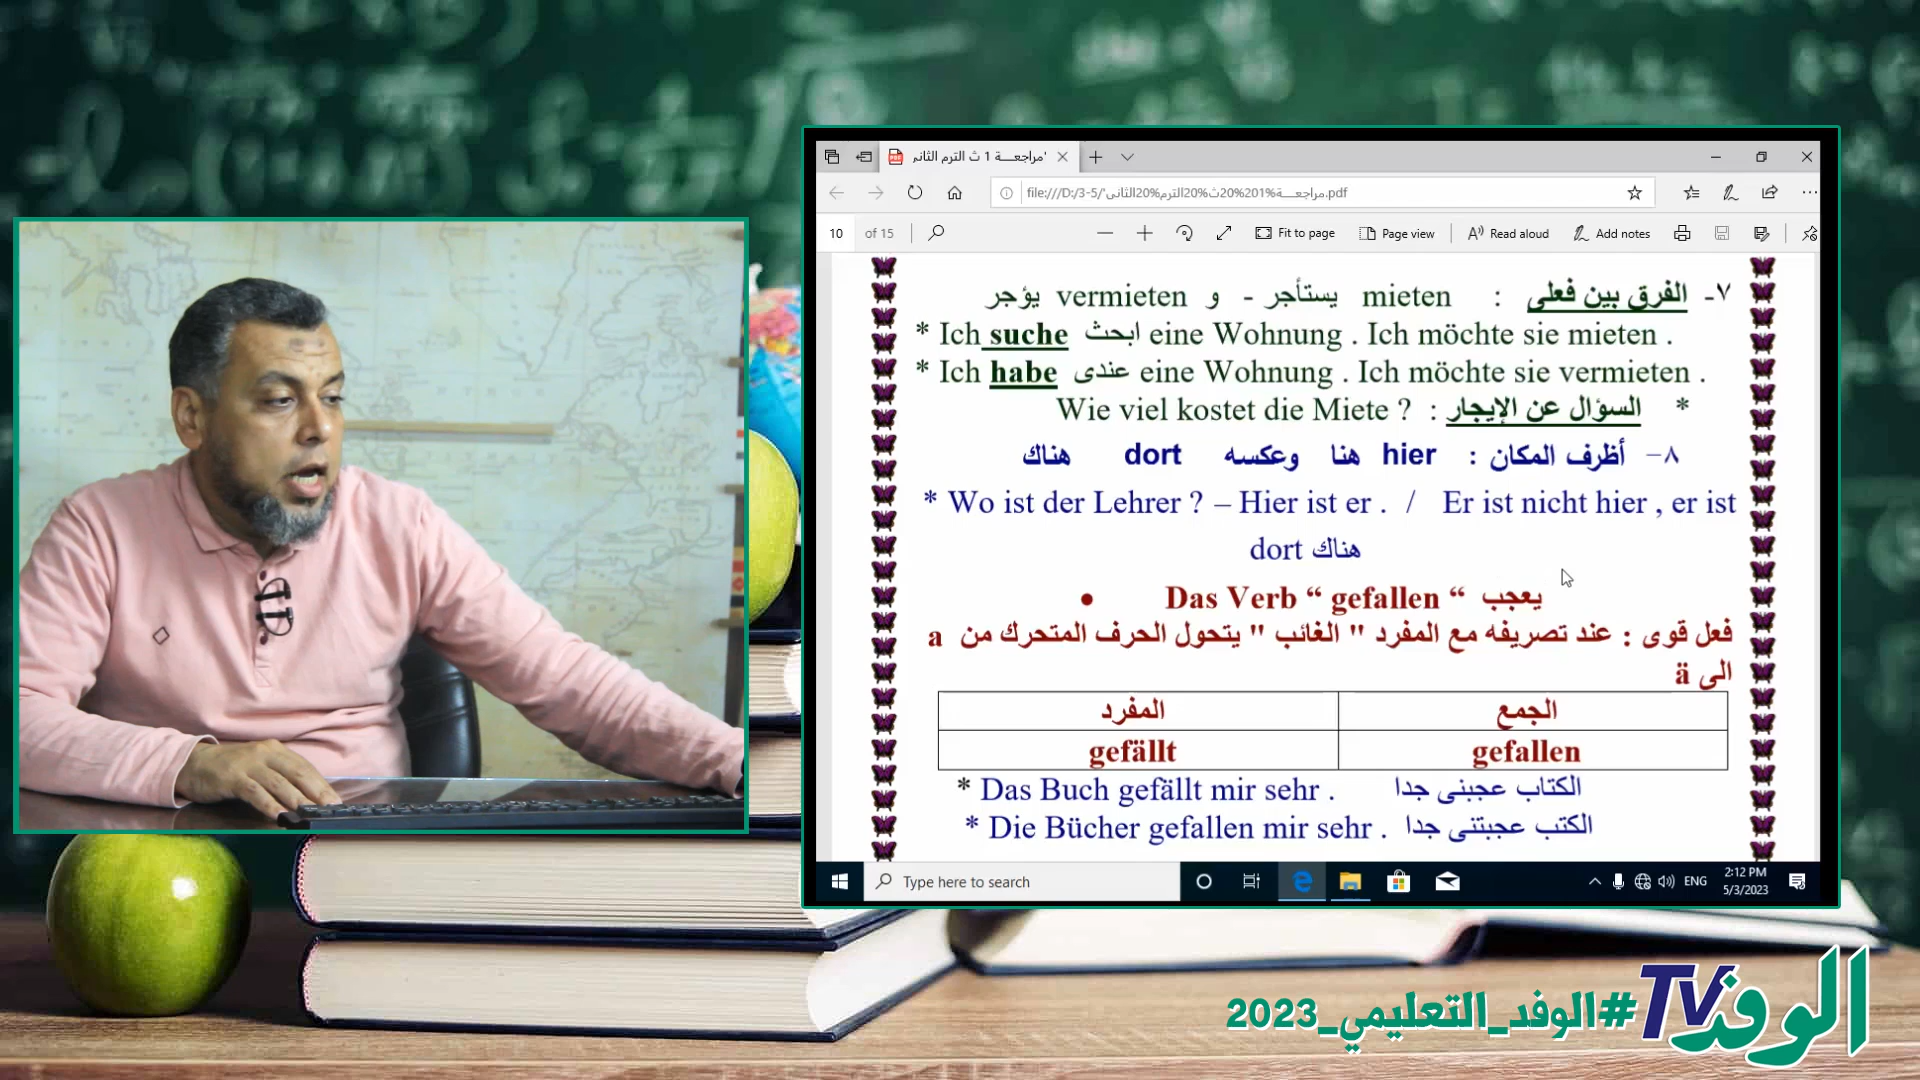 مراجعـــة 1 ث الترم الثانى'
file:///D:/3-5/'مراجعـــة%201%20ث%20الترم%20الثانى.pdf
10 of 15
Fit to page
Page view
Read aloud
Add notes
٧- الفرق بين فعلى : mieten يستأجر - و vermieten يؤجر
* Ich suche ابحث eine Wohnung . Ich möchte sie mieten .
* Ich habe عندى eine Wohnung . Ich möchte sie vermieten .
* السؤال عن الإيجار : Wie viel kostet die Miete ?
٨– أظرف المكان : hier هنا وعكسه dort هناك
* Wo ist der Lehrer ? – Hier ist er . / Er ist nicht hier , er ist
dort هناك
• Das Verb “ gefallen “ يعجب
فعل قوى : عند تصريفه مع المفرد " الغائب " يتحول الحرف المتحرك من a
الى ä
المفرد الجمع
gefällt gefallen
* Das Buch gefällt mir sehr . الكتاب عجبنى جدا
* Die Bücher gefallen mir sehr . الكتب عجبتنى جدا
Type here to search
ENG
2:12 PM
5/3/2023
#الوفد_التعليمي_2023
الوفد TV